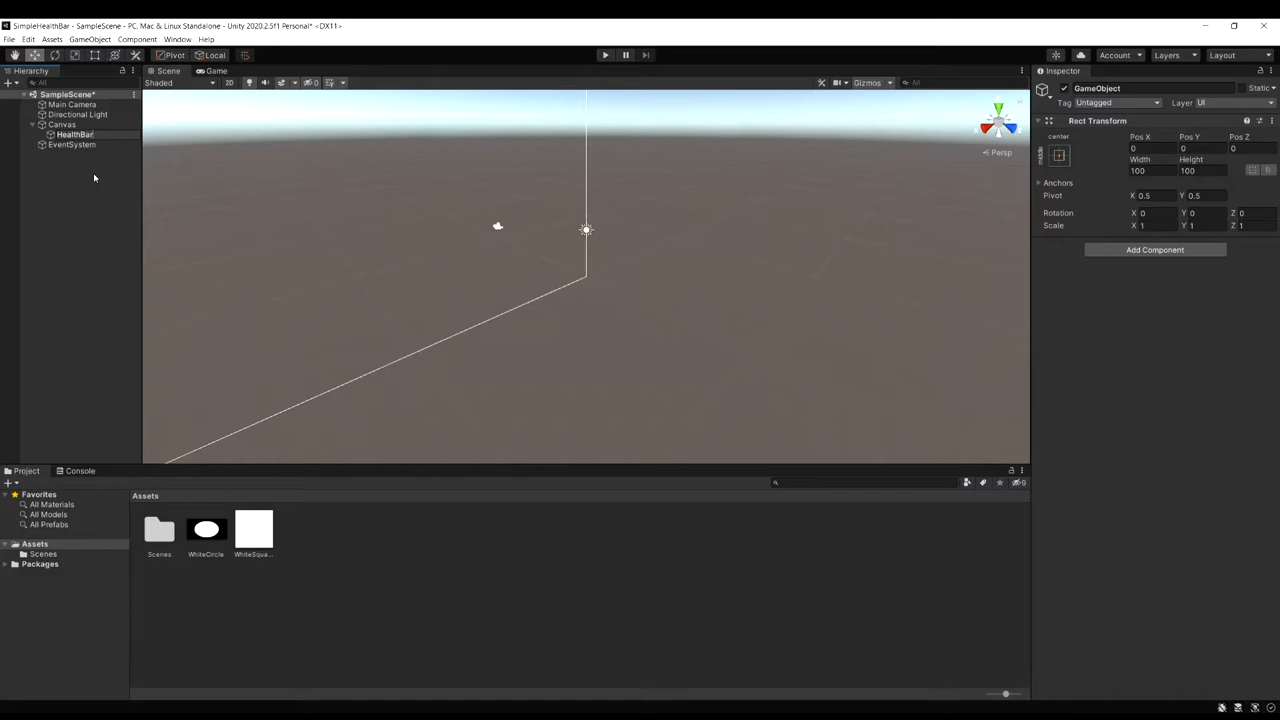 SimpleHealthBar - SampleScene - PC, Mac & Linux Standalone - Unity 2020.2.5f1 Personal* <DX11>
File Edit Assets GameObject Component Window Help
Pivot Local Account Layers Layout
Hierarchy Scene Game Inspector
All Shaded 2D 0 Gizmos All
GameObject Static
Tag Untagged Layer UI
SampleScene*
Main Camera
Directional Light
Canvas
HealthBar
EventSystem
Persp
Rect Transform
center
middle
Pos X Pos Y Pos Z
0 0 0
Width Height
100 100 R
Anchors
Pivot X 0.5 Y 0.5
Rotation X 0 Y 0 Z 0
Scale X 1 Y 1 Z 1
Add Component
Project Console
9
Favorites
All Materials
All Models
All Prefabs
Assets
Scenes
Packages
Assets
Scenes WhiteCircle WhiteSqua...